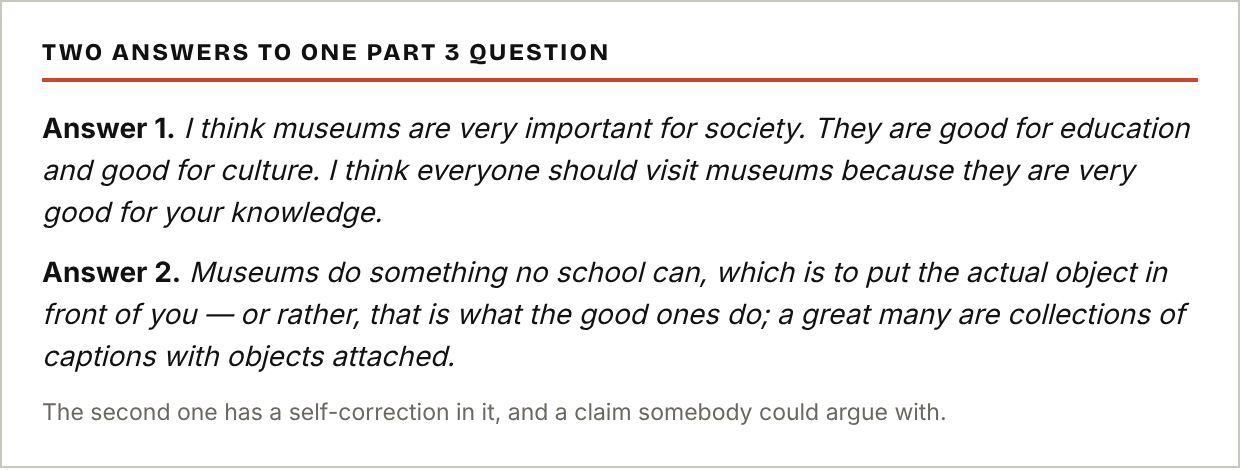 TWO ANSWERS TO ONE PART 3 QUESTION
Answer 1. I think museums are very important for society. They are good for education
and good for culture. I think everyone should visit museums because they are very
good for your knowledge.
Answer 2. Museums do something no school can, which is to put the actual object in
front of you — or rather, that is what the good ones do; a great many are collections of
captions with objects attached.
The second one has a self-correction in it, and a claim somebody could argue with.